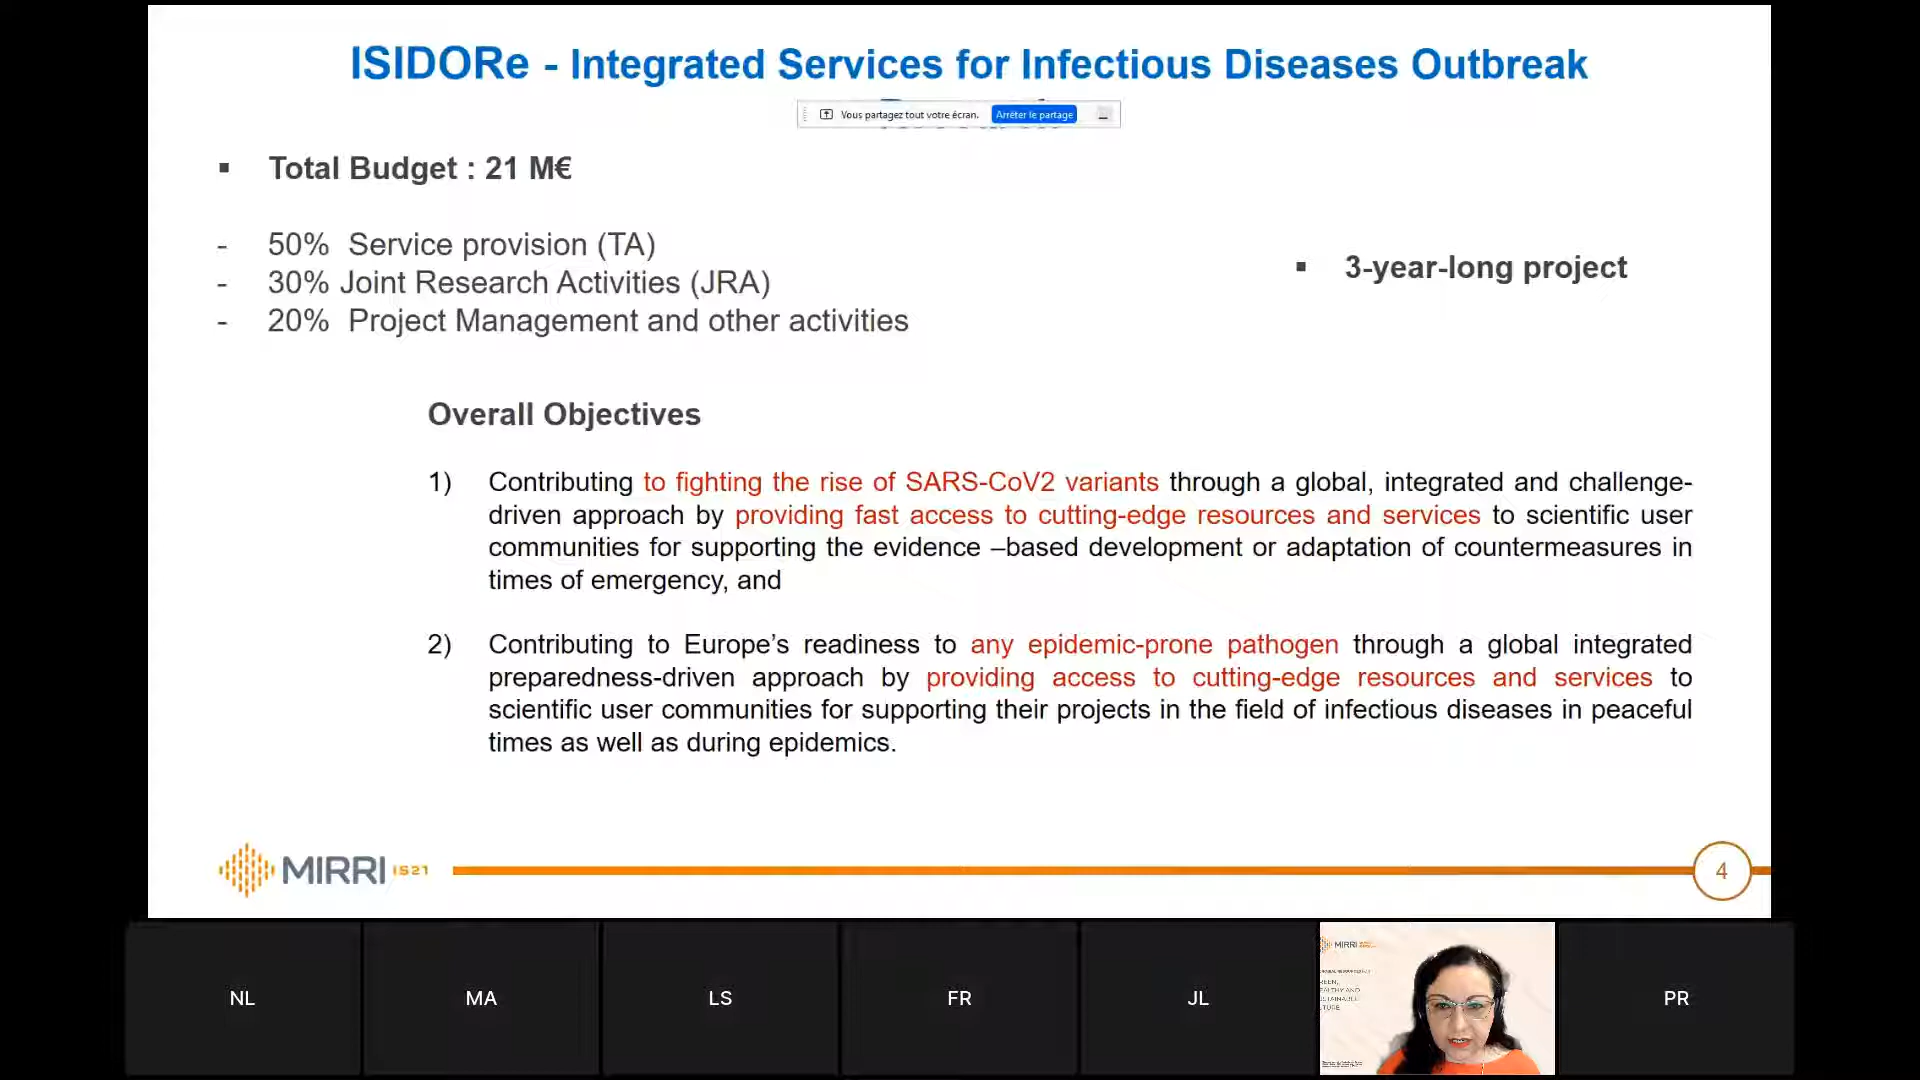 ISIDORe - Integrated Services for Infectious Diseases Outbreak
Vous partagez tout votre écran. Arrêter le partage
▪ Total Budget : 21 M€
- 50% Service provision (TA)
- 30% Joint Research Activities (JRA)
- 20% Project Management and other activities
▪ 3-year-long project
Overall Objectives
1) Contributing to fighting the rise of SARS-CoV2 variants through a global, integrated and challenge-
driven approach by providing fast access to cutting-edge resources and services to scientific user
communities for supporting the evidence –based development or adaptation of countermeasures in
times of emergency, and
2) Contributing to Europe’s readiness to any epidemic-prone pathogen through a global integrated
preparedness-driven approach by providing access to cutting-edge resources and services to
scientific user communities for supporting their projects in the field of infectious diseases in peaceful
times as well as during epidemics.
MIRRI IS21
4
NL
MA
LS
FR
JL
MIRRI
PR